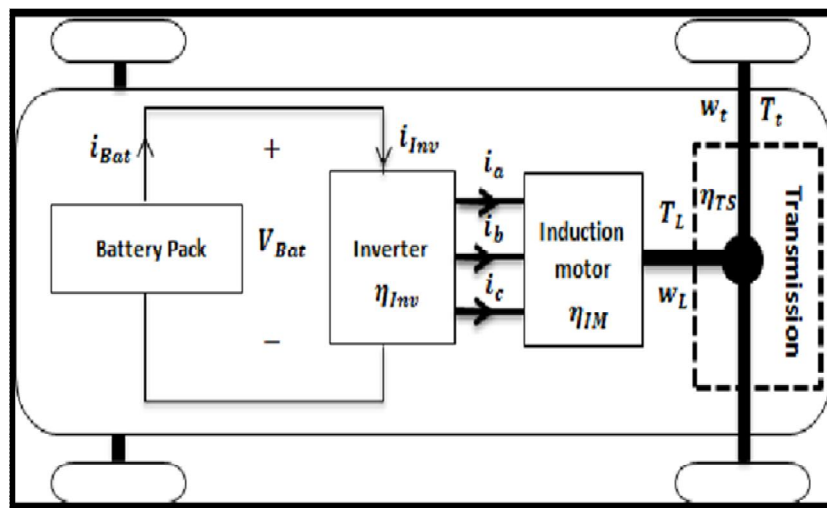 w_t T_t
i_Bat + i_Inv i_a
Battery Pack V_Bat Inverter η_Inv
i_b
i_c
Induction
motor
η_IM
T_L
w_L
η_TS
Transmission
−